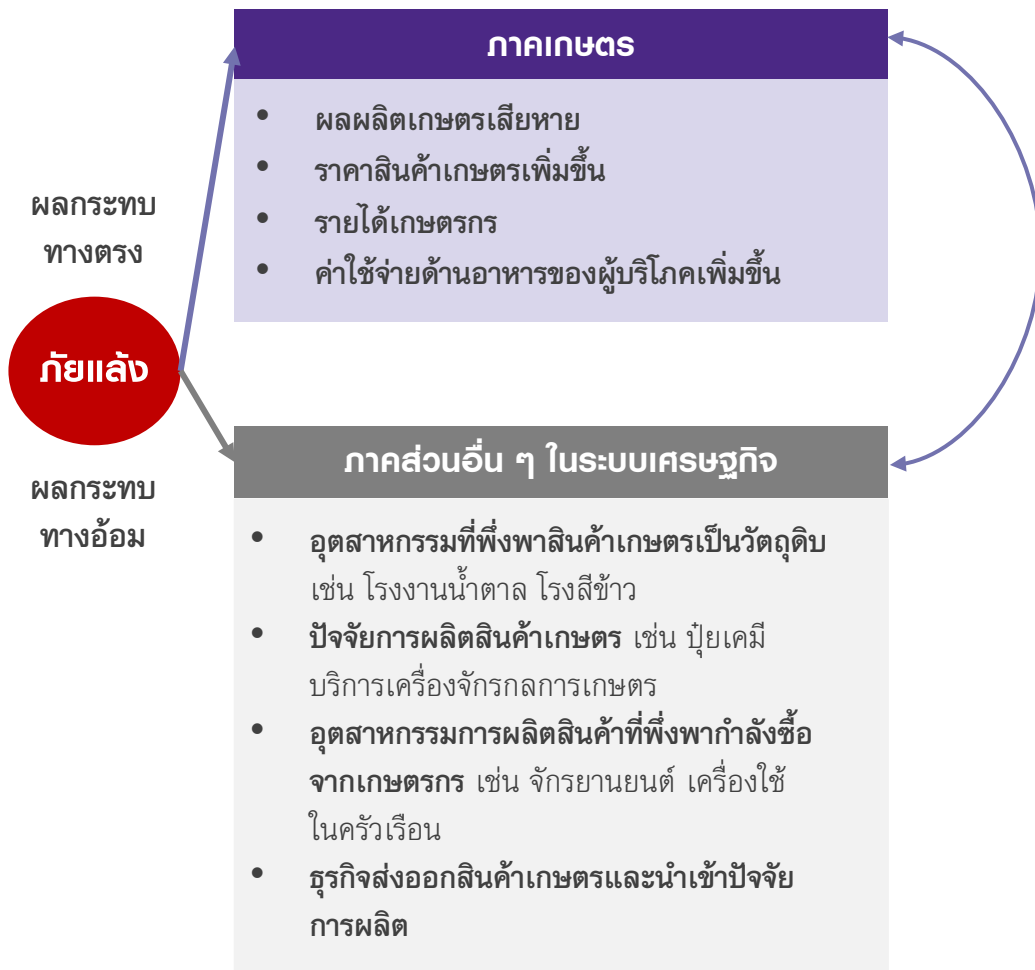 ภาคเกษตร
• ผลผลิตเกษตรเสียหาย
• ราคาสินค้าเกษตรเพิ่มขึ้น
• รายได้เกษตรกร
• ค่าใช้จ่ายด้านอาหารของผู้บริโภคเพิ่มขึ้น
ผลกระทบ
ทางตรง
ภัยแล้ง
ผลกระทบ
ทางอ้อม
ภาคส่วนอื่น ๆ ในระบบเศรษฐกิจ
• อุตสาหกรรมที่พึ่งพาสินค้าเกษตรเป็นวัตถุดิบ
เช่น โรงงานน้ำตาล โรงสีข้าว
• ปัจจัยการผลิตสินค้าเกษตร เช่น ปุ๋ยเคมี
บริการเครื่องจักรกลการเกษตร
• อุตสาหกรรมการผลิตสินค้าที่พึ่งพากำลังซื้อ
จากเกษตรกร เช่น จักรยานยนต์ เครื่องใช้
ในครัวเรือน
• ธุรกิจส่งออกสินค้าเกษตรและนำเข้าปัจจัย
การผลิต